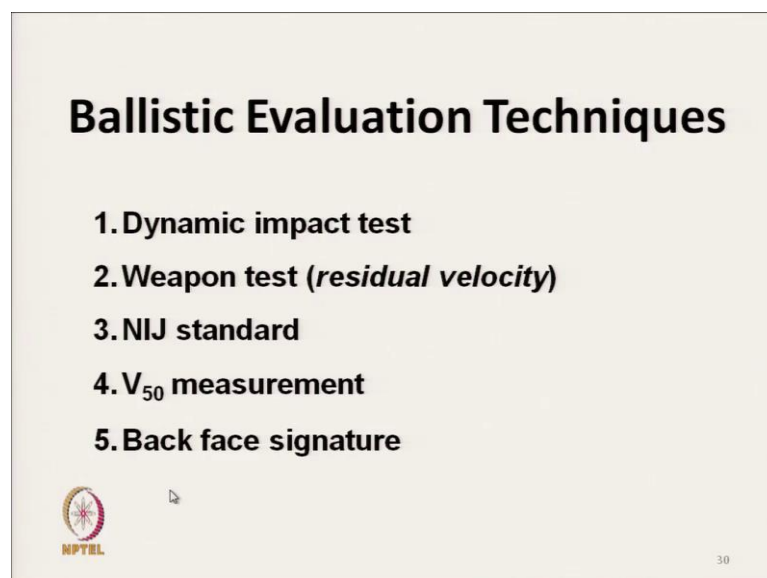 Ballistic Evaluation Techniques
1. Dynamic impact test
2. Weapon test (residual velocity)
3. NIJ standard
4. V50 measurement
5. Back face signature
NPTEL
30